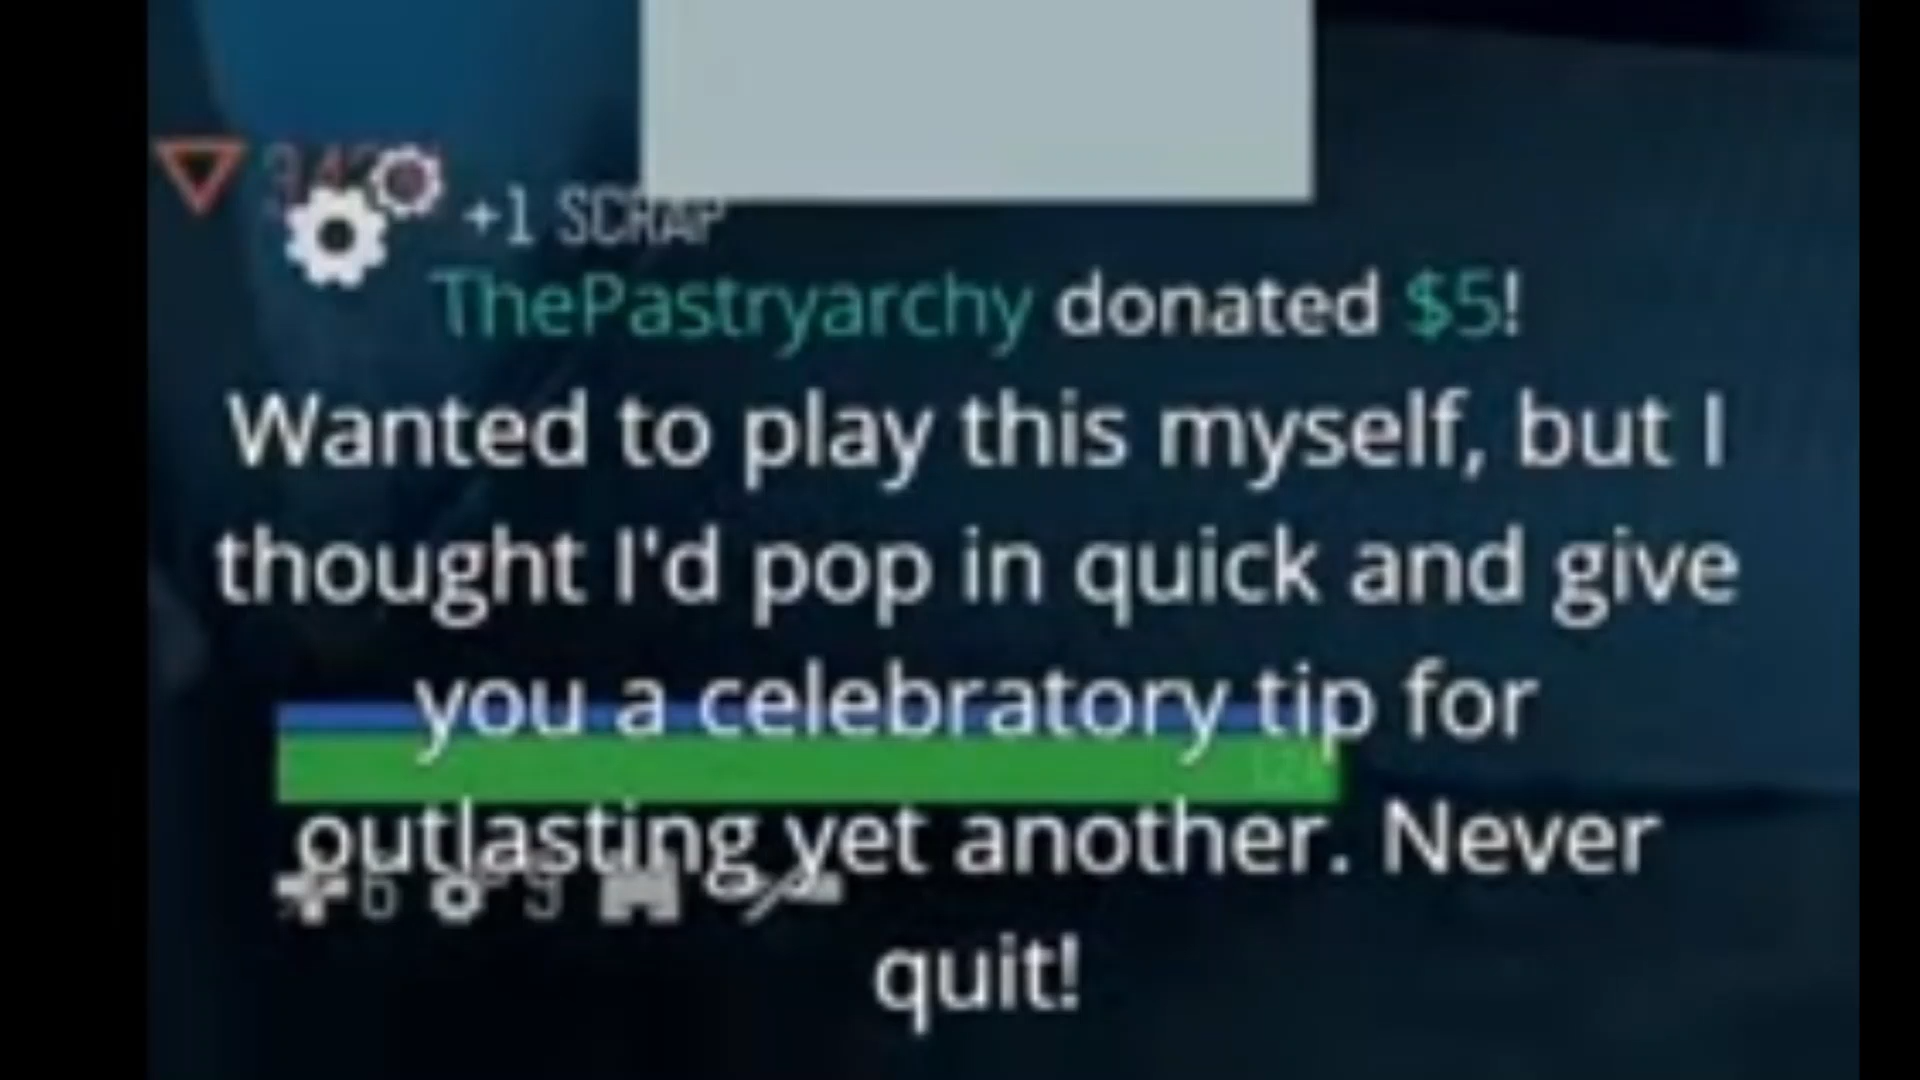 +1 SCRAP
ThePastryarchy donated $5!
Wanted to play this myself, but I
thought I'd pop in quick and give
you a celebratory tip for
outlasting yet another. Never
quit!